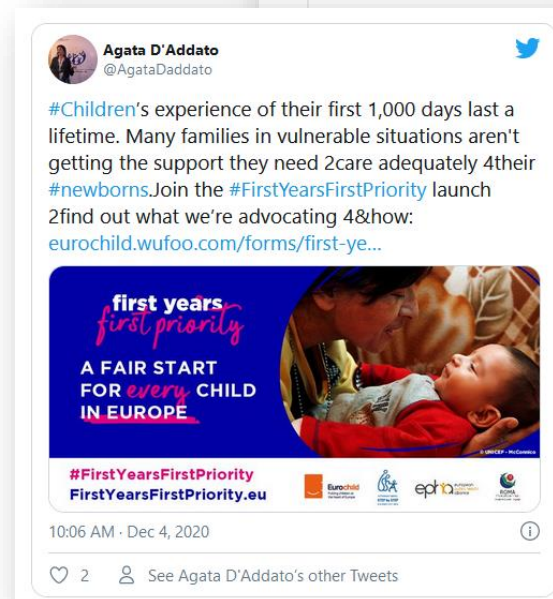 Agata D'Addato
@AgataDaddato
#Children's experience of their first 1,000 days last a
lifetime. Many families in vulnerable situations aren't
getting the support they need 2care adequately 4their
#newborns.Join the #FirstYearsFirstPriority launch
2find out what we're advocating 4&how:
eurochild.wufoo.com/forms/first-ye...
first years
first priority
A FAIR START
FOR every CHILD
IN EUROPE
© UNICEF - McConnico
#FirstYearsFirstPriority
FirstYearsFirstPriority.eu
Eurochild
epha
ROMA
10:06 AM · Dec 4, 2020
2 See Agata D'Addato's other Tweets